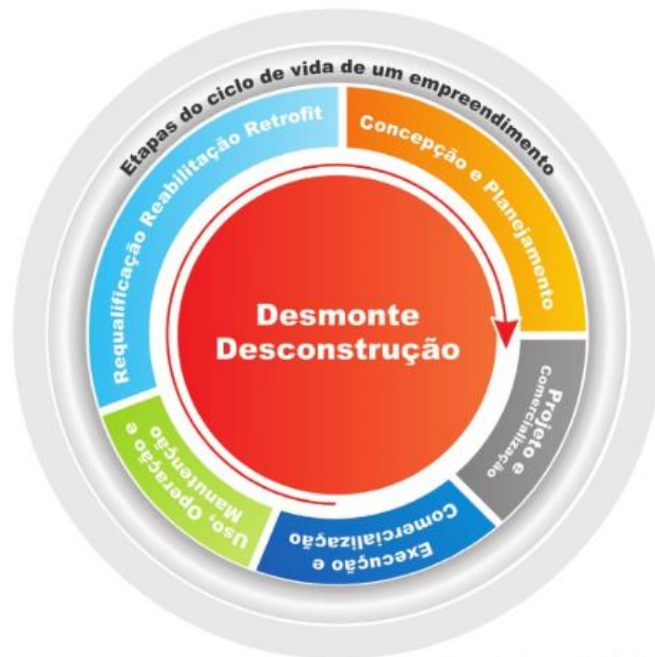 Etapas do ciclo de vida de um empreendimento
Concepção e Planejamento
Projeto e
Comercialização
Execução e
Comercialização
Uso, Operação e
Manutenção
Requalificação Reabilitação Retrofit
Desmonte
Desconstrução